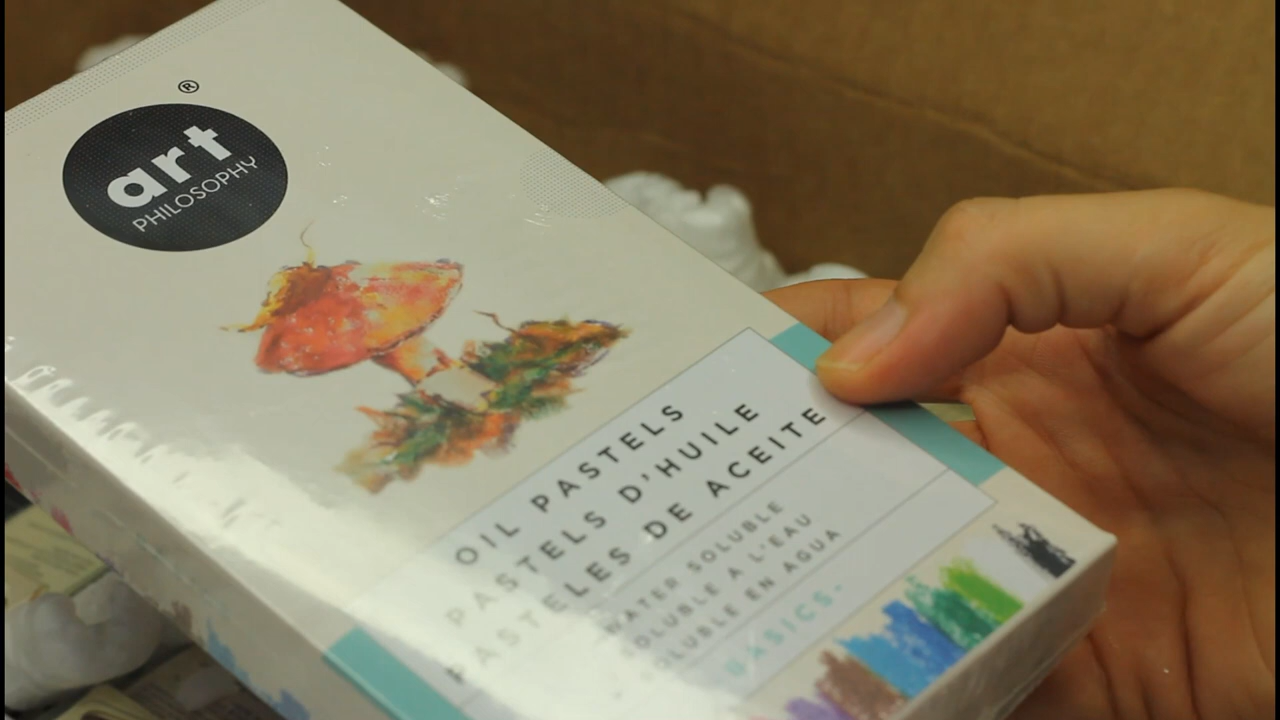 ®
art
PHILOSOPHY
OIL PASTELS
PASTELS D'HUILE
PASTELES DE ACEITE
WATER SOLUBLE
SOLUBLE A L'EAU
SOLUBLE EN AGUA
BASICS-